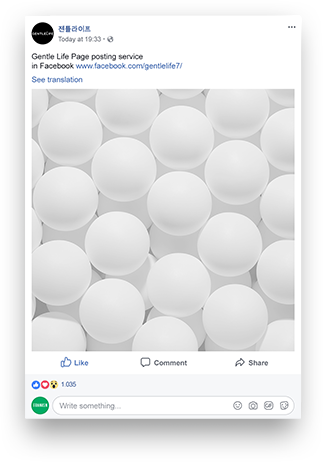 GENTLELIFE
젠틀라이프
Today at 19:33 ·
Gentle Life Page posting service
in Facebook www.facebook.com/gentlelife7/
See translation
Like
Comment
Share
1.035
Write something...
GIF